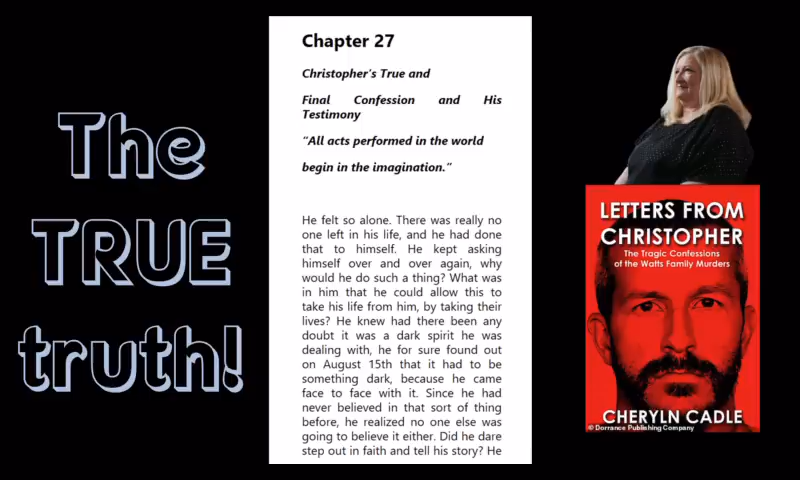 The
TRUE
truth!
Chapter 27
Christopher's True and
Final Confession and His
Testimony
"All acts performed in the world
begin in the imagination."
He felt so alone. There was really no
one left in his life, and he had done
that to himself. He kept asking
himself over and over again, why
would he do such a thing? What was
in him that he could allow this to
take his life from him, by taking their
lives? He knew had there been any
doubt it was a dark spirit he was
dealing with, he for sure found out
on August 15th that it had to be
something dark, because he came
face to face with it. Since he had
never believed in that sort of thing
before, he realized no one else was
going to believe it either. Did he dare
step out in faith and tell his story? He
LETTERS FROM
CHRISTOPHER
The Tragic Confessions
of the Watts Family Murders
CHERYLN CADLE
© Dorrance Publishing Company